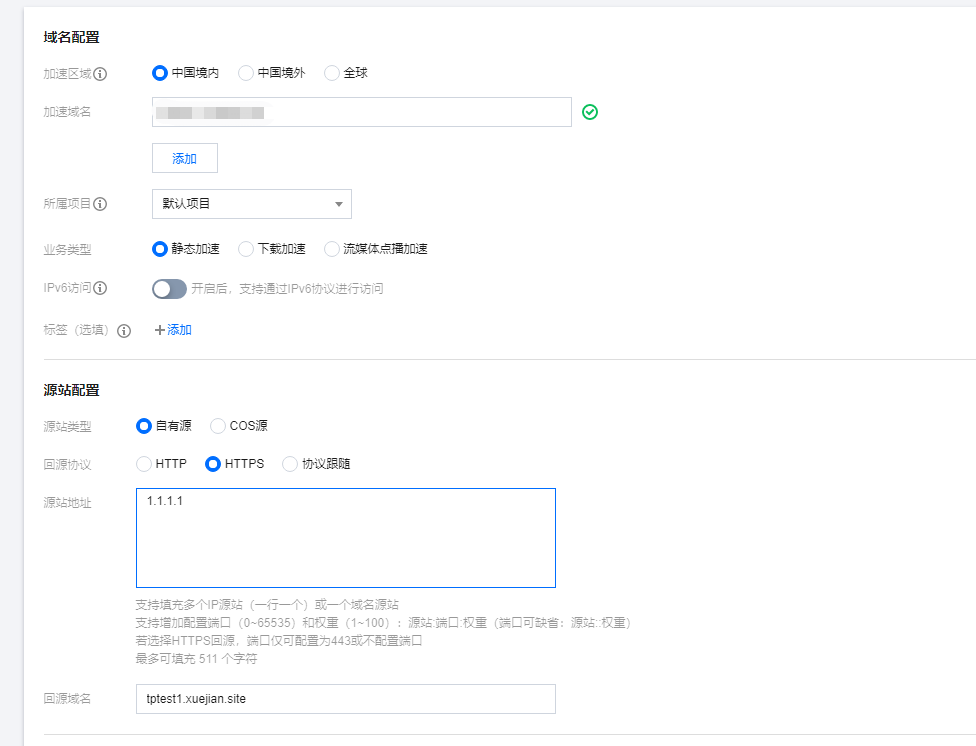 域名配置
加速区域 中国境内 中国境外 全球
加速域名
添加
所属项目 默认项目
业务类型 静态加速 下载加速 流媒体点播加速
IPv6访问 开启后，支持通过IPv6协议进行访问
标签（选填） 添加
源站配置
源站类型 自有源 COS源
回源协议 HTTP HTTPS 协议跟随
源站地址 1.1.1.1
支持填充多个IP源站（一行一个）或一个域名源站
支持增加配置端口（0~65535）和权重（1~100）：源站:端口:权重（端口可缺省：源站::权重）
若选择HTTPS回源，端口仅可配置为443或不配置端口
最多可填充 511 个字符
回源域名 tptest1.xuejian.site